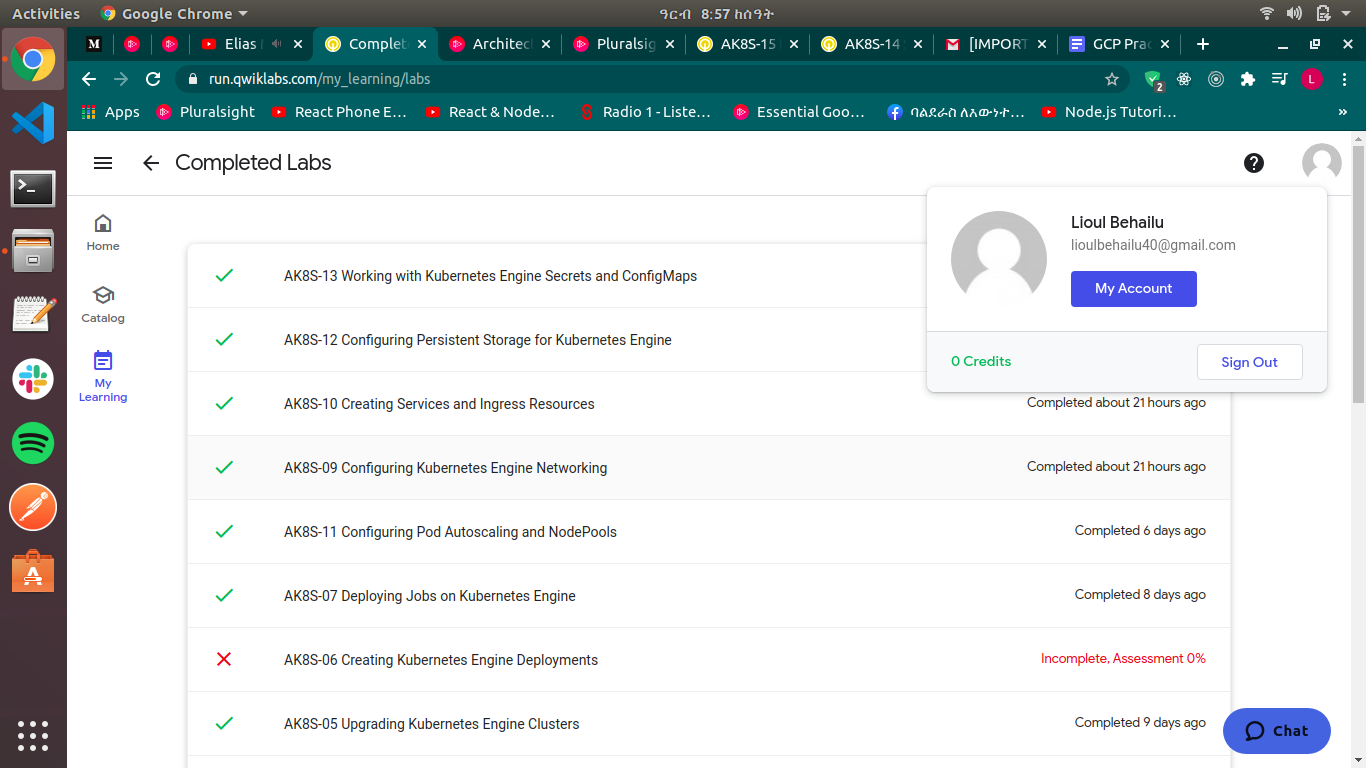 Activities Google Chrome ዓርብ 8:57 ከሰዓት
Elias Complete Architec Pluralsig AK8S-15 AK8S-14 [IMPORT GCP Prac
run.qwiklabs.com/my_learning/labs
2 L
Apps Pluralsight React Phone E... React & Node... Radio 1 - Liste... Essential Goo... ባልደራስ ለእውነተ... Node.js Tutori... »
Completed Labs
Home
Catalog
My
Learning
Lioul Behailu
lioulbehailu40@gmail.com
My Account
0 Credits Sign Out
AK8S-13 Working with Kubernetes Engine Secrets and ConfigMaps
AK8S-12 Configuring Persistent Storage for Kubernetes Engine
AK8S-10 Creating Services and Ingress Resources Completed about 21 hours ago
AK8S-09 Configuring Kubernetes Engine Networking Completed about 21 hours ago
AK8S-11 Configuring Pod Autoscaling and NodePools Completed 6 days ago
AK8S-07 Deploying Jobs on Kubernetes Engine Completed 8 days ago
AK8S-06 Creating Kubernetes Engine Deployments Incomplete, Assessment 0%
AK8S-05 Upgrading Kubernetes Engine Clusters Completed 9 days ago
Chat